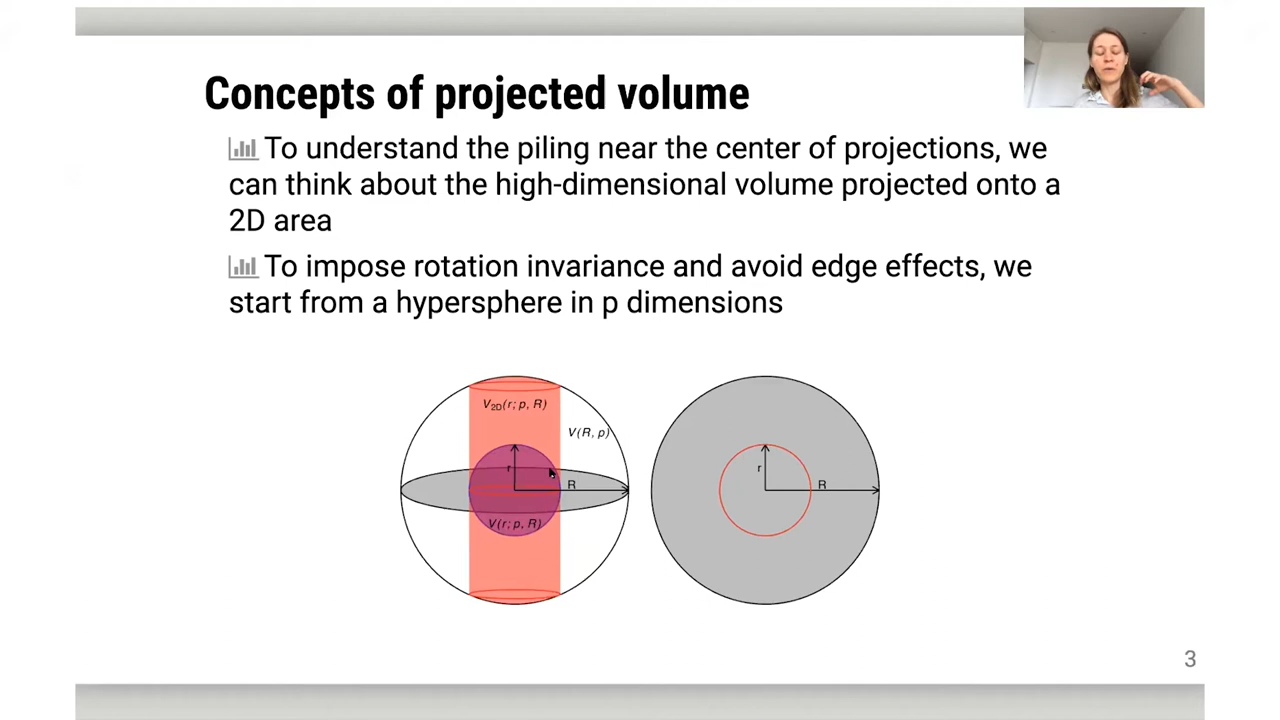 Concepts of projected volume
To understand the piling near the center of projections, we
can think about the high-dimensional volume projected onto a
2D area
To impose rotation invariance and avoid edge effects, we
start from a hypersphere in p dimensions
V2D(r; p, R)
V(R, p)
r
R
V(r; p, R)
r
R
3